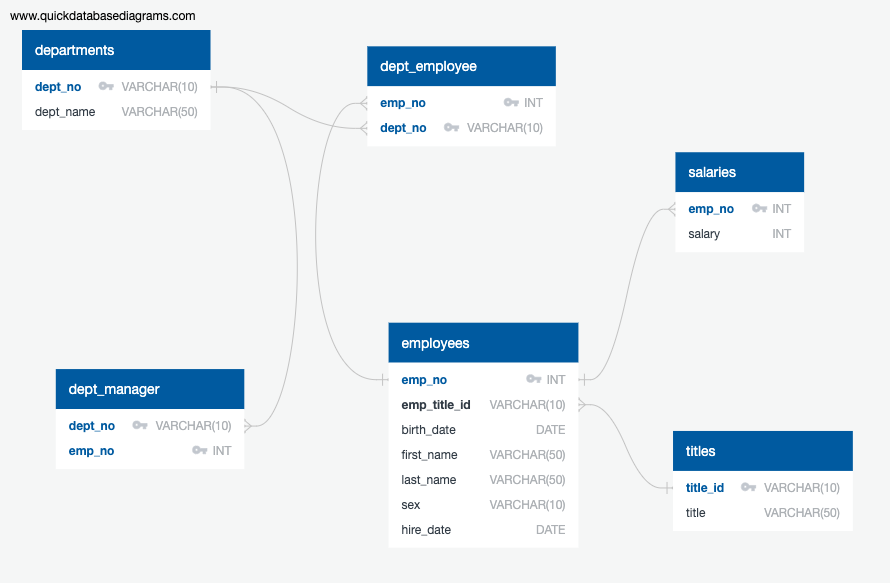 www.quickdatabasediagrams.com
departments
dept_no VARCHAR(10)
dept_name VARCHAR(50)
dept_employee
emp_no INT
dept_no VARCHAR(10)
salaries
emp_no INT
salary INT
employees
emp_no INT
emp_title_id VARCHAR(10)
birth_date DATE
first_name VARCHAR(50)
last_name VARCHAR(50)
sex VARCHAR(10)
hire_date DATE
dept_manager
dept_no VARCHAR(10)
emp_no INT
titles
title_id VARCHAR(10)
title VARCHAR(50)